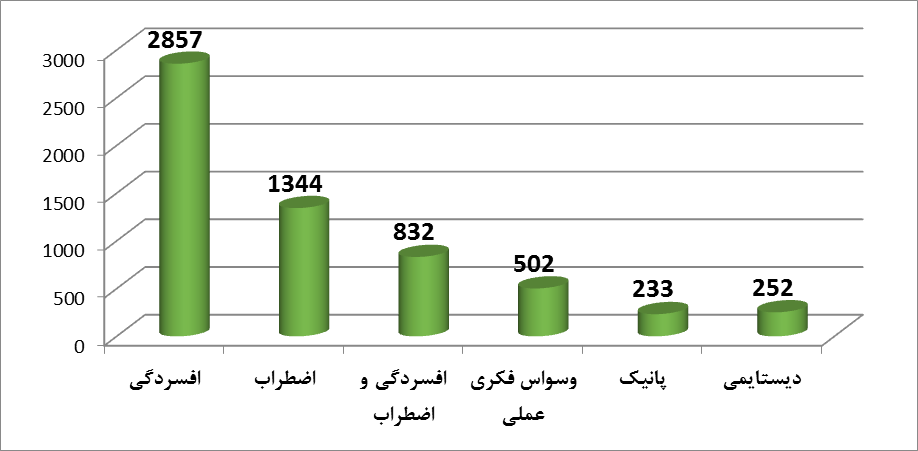 2857
1344
832
502
233
252
3000
2500
2000
1500
1000
500
0
افسردگی
اضطراب
افسردگی و
اضطراب
وسواس فکری
عملی
پانیک
دیستایمی